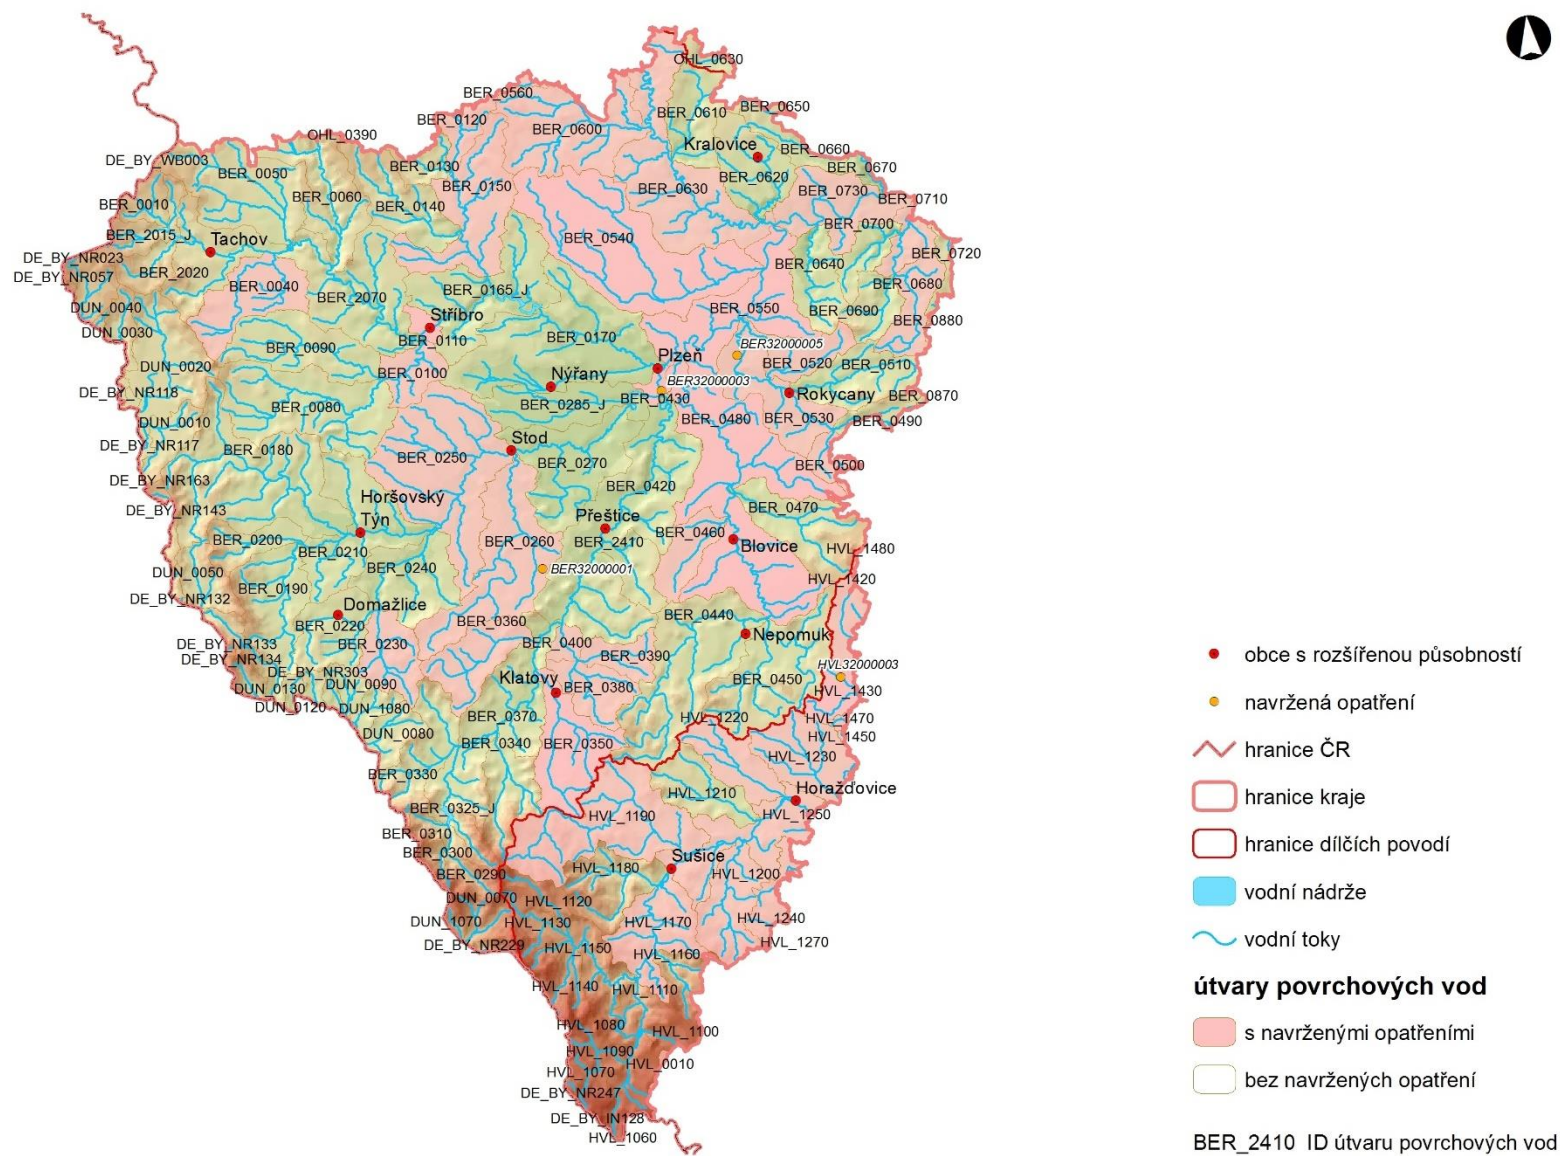 OHL_0630
BER_0560
BER_0650
BER_0610
BER_0120
BER_0600
OHL_0390
Kralovice
BER_0660
DE_BY_WB003
BER_0130
BER_0670
BER_0050
BER_0620
BER_0150
BER_0630
BER_0730
BER_0060
BER_0710
BER_0010
BER_0140
BER_0700
BER_2015_J
Tachov
BER_0540
BER_0720
DE_BY_NR023
BER_0640
DE_BY_NR057
BER_2020
BER_0040
BER_0165_J
BER_0680
BER_2070
DUN_0040
BER_0550
BER_0690
Stříbro
BER_0880
DUN_0030
BER_0110
BER_0170
BER32000005
BER_0090
Plzeň
BER_0520
BER_0510
DUN_0020
BER_0100
Nýřany
BER32000003
DE_BY_NR118
BER_0430
Rokycany
BER_0870
BER_0080
BER_0285_J
BER_0480
BER_0530
DUN_0010
BER_0490
Stod
DE_BY_NR117
BER_0180
BER_0250
BER_0270
BER_0500
DE_BY_NR163
BER_0420
Horšovský
Týn
BER_0470
DE_BY_NR143
Přeštice
BER_0460
BER_0200
BER_0260
BER_2410
Blovice
HVL_1480
BER_0210
BER_0240
BER32000001
DUN_0050
HVL_1420
BER_0190
DE_BY_NR132
Domažlice
BER_0440
BER_0220
BER_0360
Nepomuk
DE_BY_NR133
BER_0230
BER_0400
DE_BY_NR134
BER_0390
obce s rozšířenou působností
DE_BY_NR303
HVL32000003
Klatovy
BER_0450
DUN_0130
DUN_0090
BER_0380
HVL_1430
navržená opatření
DUN_0120
DUN_1080
BER_0370
HVL_1220
HVL_1470
DUN_0080
BER_0340
BER_0350
HVL_1450
hranice ČR
HVL_1230
BER_0330
Horažďovice
HVL_1210
hranice kraje
BER_0325_J
HVL_1190
HVL_1250
BER_0310
hranice dílčích povodí
BER_0300
Sušice
BER_0290
HVL_1180
HVL_1200
vodní nádrže
DUN_0070
HVL_1120
DUN_1070
HVL_1130
HVL_1170
HVL_1240
DE_BY_NR229
HVL_1150
HVL_1160
HVL_1270
vodní toky
HVL_1140
HVL_1110
útvary povrchových vod
HVL_1080
HVL_1100
s navrženými opatřeními
HVL_1090
HVL_0010
HVL_1070
bez navržených opatření
DE_BY_NR247
DE_BY_IN128
HVL_1060
BER_2410 ID útvaru povrchových vod